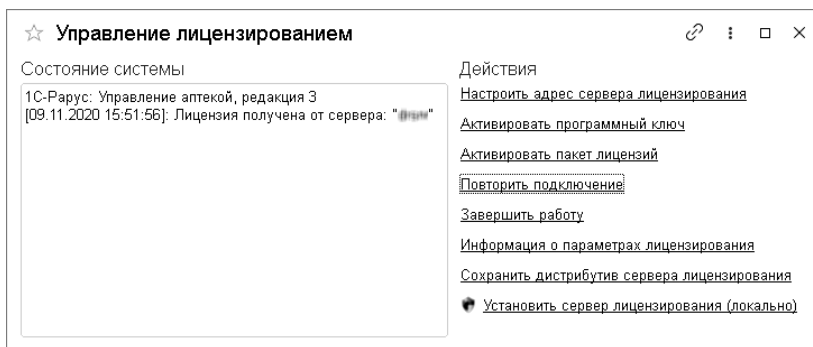 Управление лицензированием
Состояние системы
1С-Рарус: Управление аптекой, редакция 3
[09.11.2020 15:51:56]: Лицензия получена от сервера: " "
Действия
Настроить адрес сервера лицензирования
Активировать программный ключ
Активировать пакет лицензий
Повторить подключение
Завершить работу
Информация о параметрах лицензирования
Сохранить дистрибутив сервера лицензирования
Установить сервер лицензирования (локально)